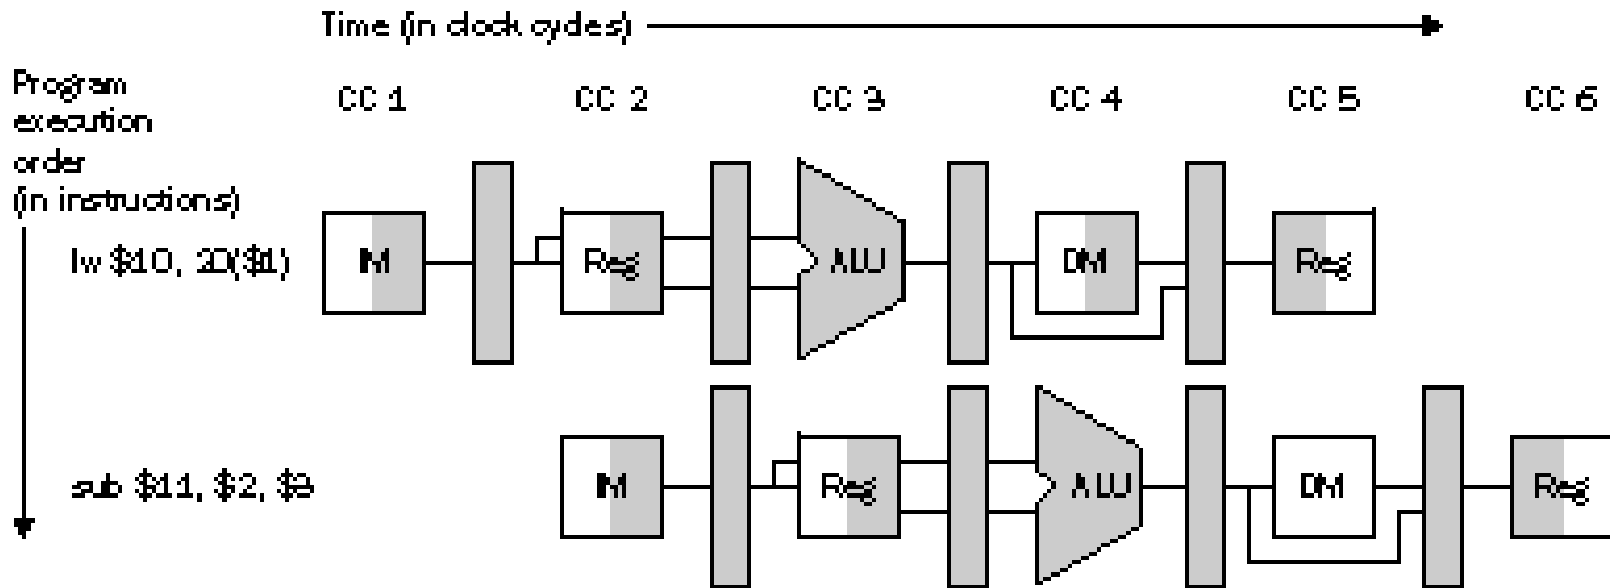 Time (in clock cycles)
Program
execution
order
(in instructions)
CC 1 CC 2 CC 3 CC 4 CC 5 CC 6
lw $10, 20($1)
IM Reg ALU DM Reg
sub $11, $2, $3
IM Reg ALU DM Reg